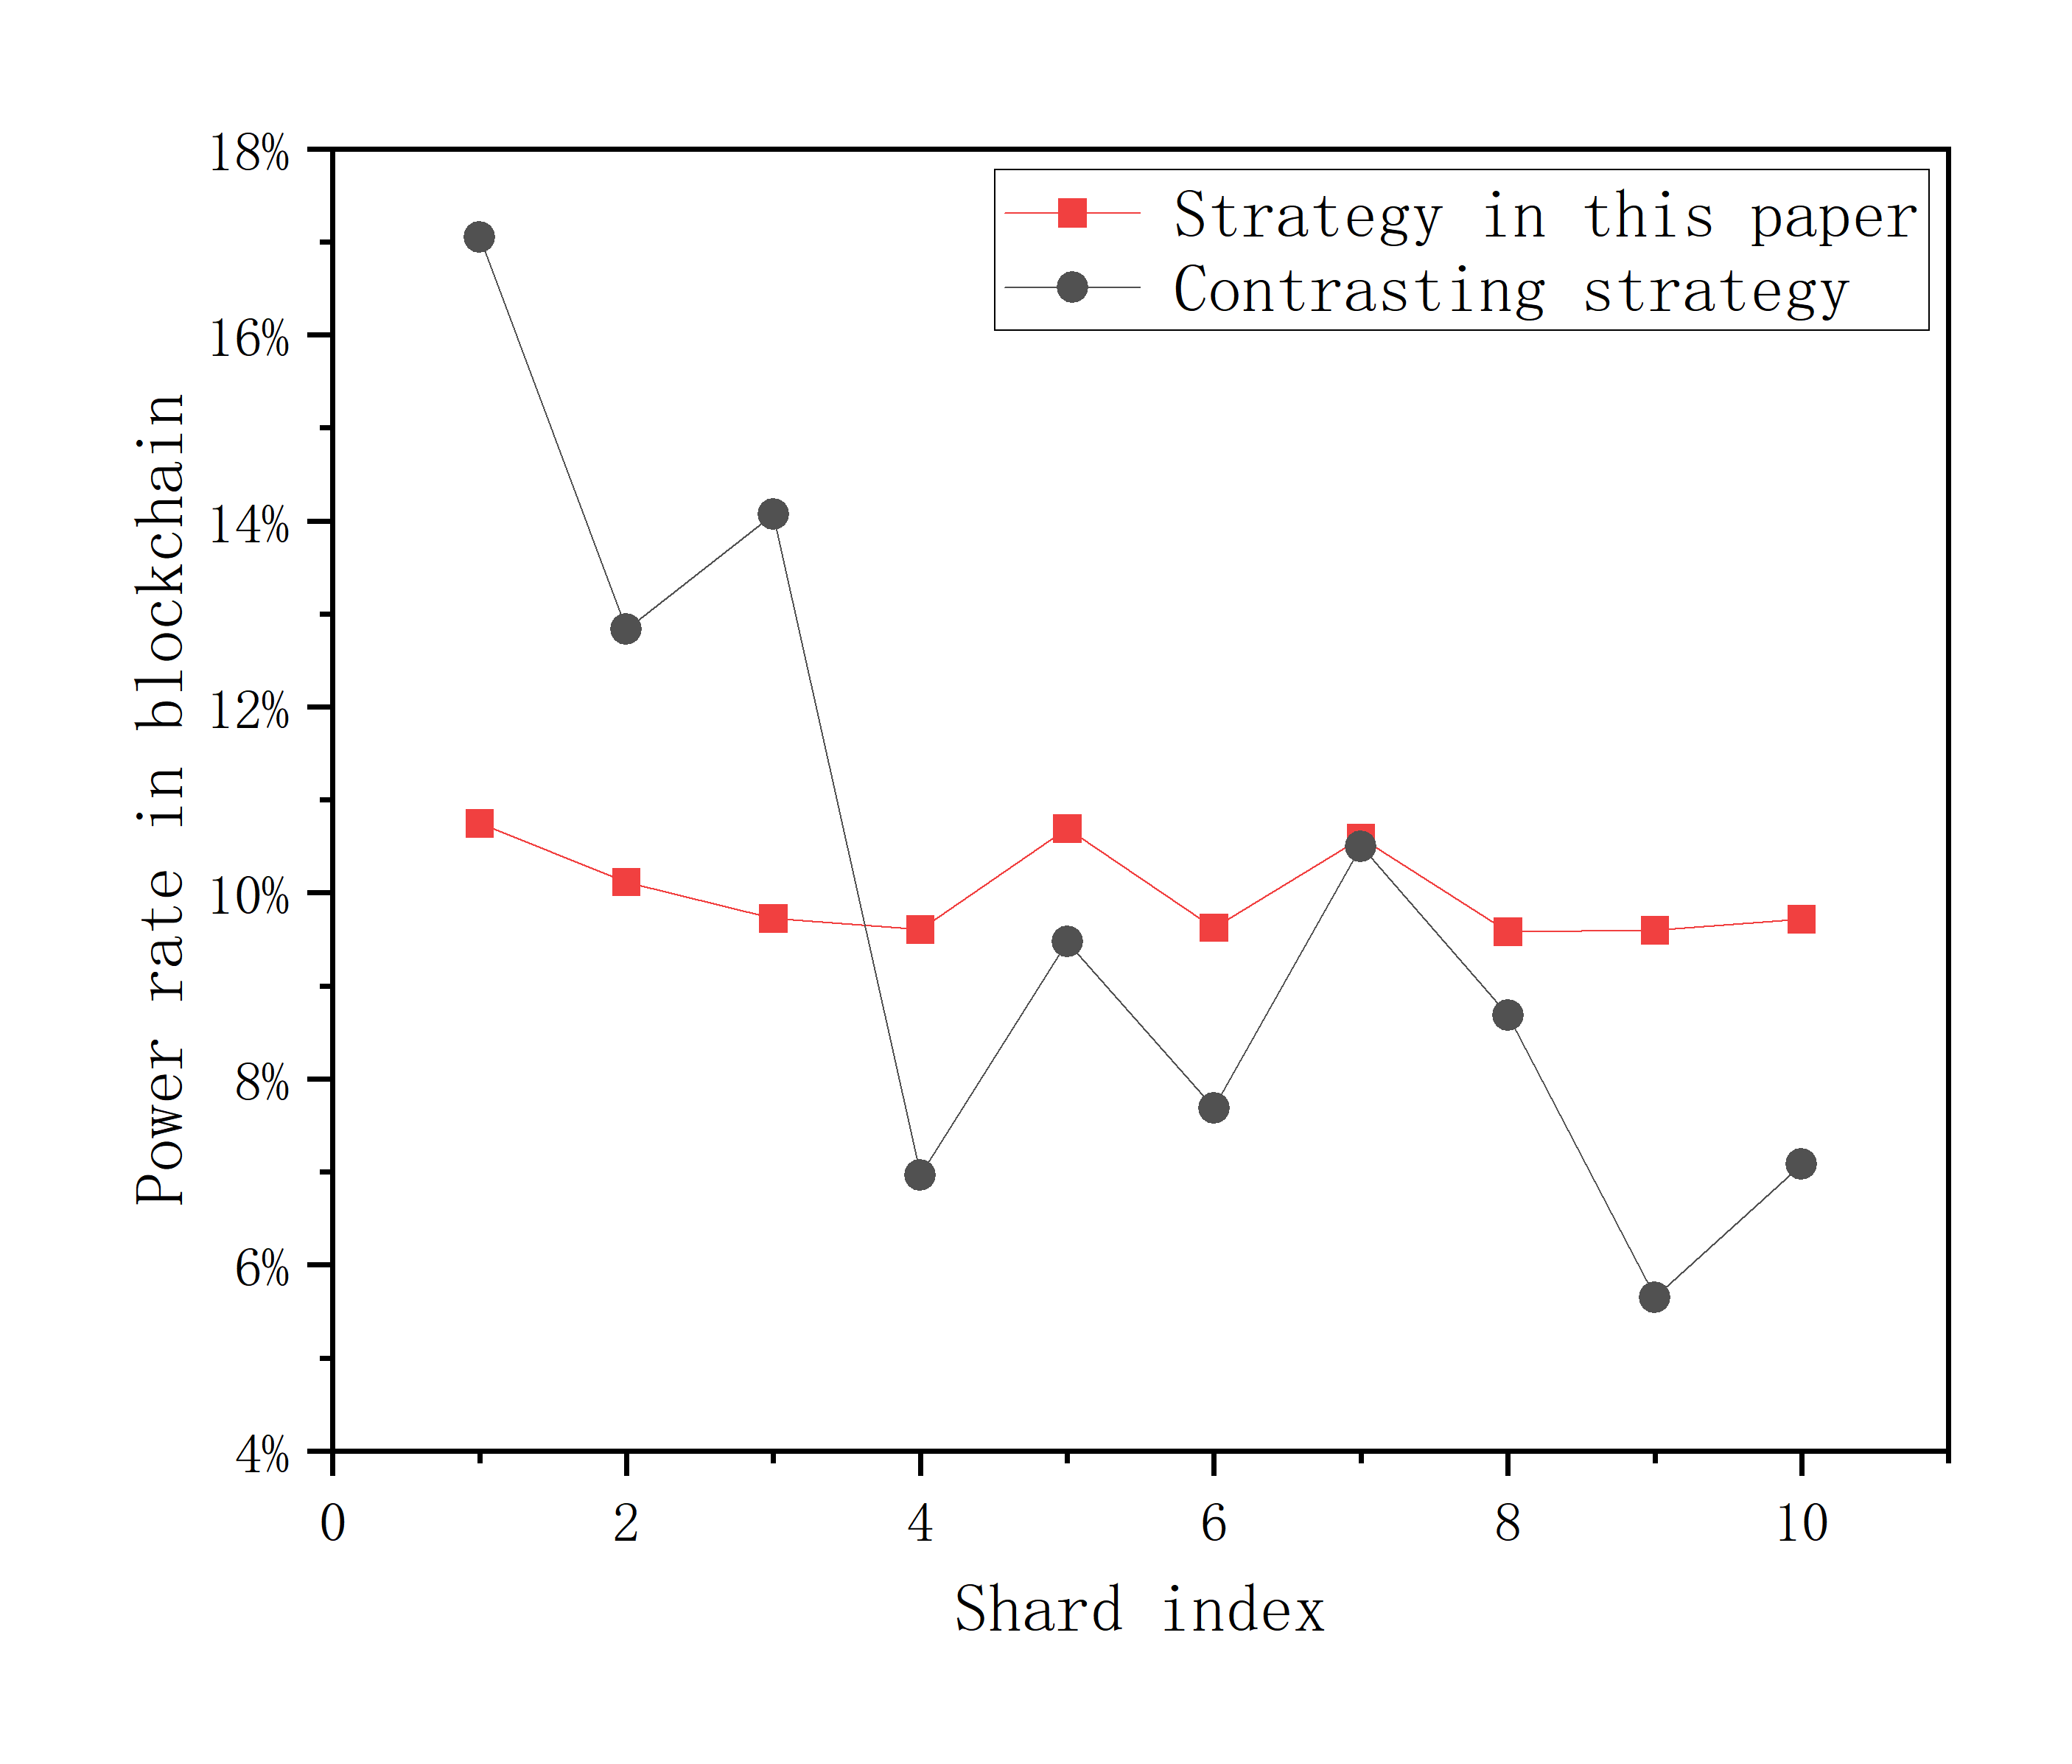 18%
16%
14%
12%
10%
8%
6%
4%
Power rate in blockchain
Strategy in this paper
Contrasting strategy
0 2 4 6 8 10
Shard index